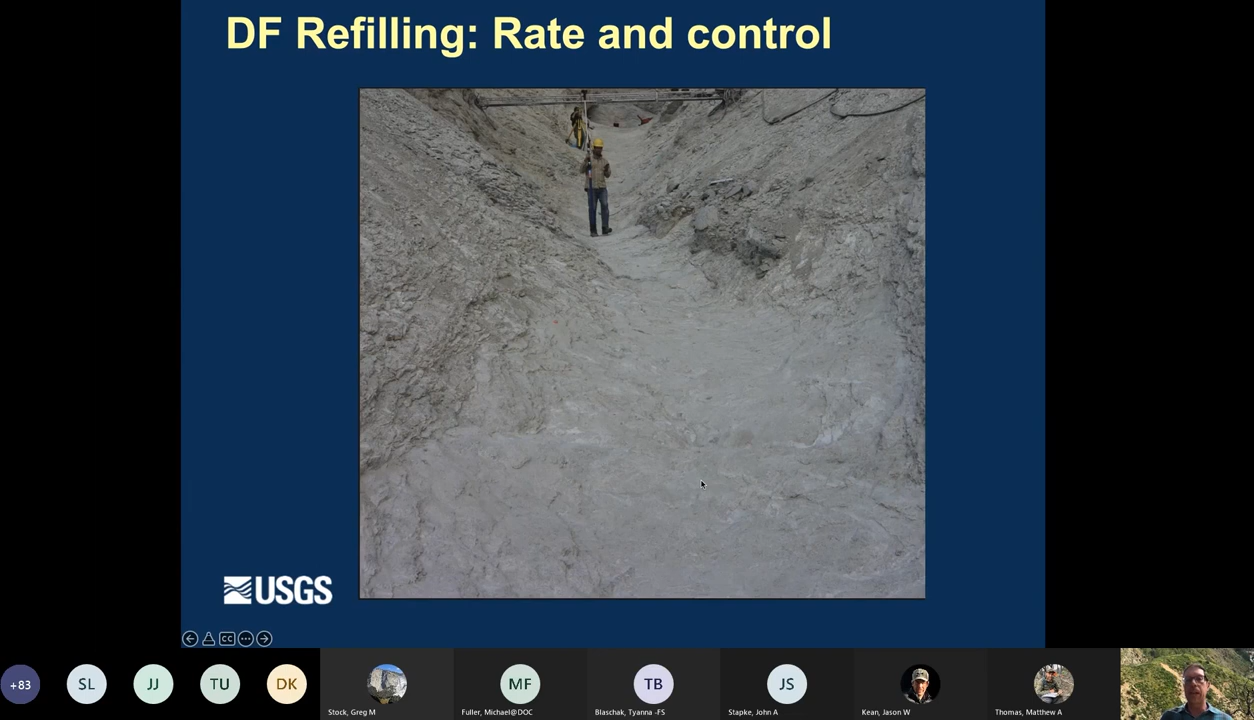 DF Refilling: Rate and control
USGS
+83
SL
JJ
TU
DK
Stock, Greg M
MF
Fuller, Michael@DOC
TB
Blaschak, Tyanna -FS
JS
Stapke, John A
Kean, Jason W
Thomas, Matthew A